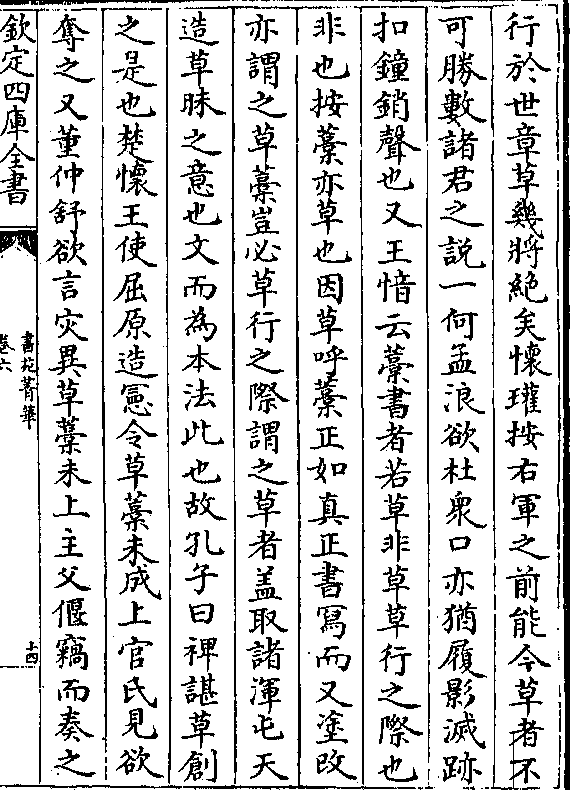 行於世章草幾將絶矣懷瓘按右軍之前能今草者不
可勝數諸君之説一何孟浪欲杜衆口亦猶履影滅跡
扣鐘銷聲也又王愔云藁書者若草非草草行之際也
非也按藁亦草也因草呼藁正如真正書寫而又塗改
亦謂之草藁豈必草行之際謂之草者盖取諸渾屯天
造草昧之意也文而為本法此也故孔子曰裨諶草創
之是也楚懷王使屈原造憲令草藁未成上官氏見欲
奪之又董仲舒欲言灾異草藁未上主父偃竊而奏之
欽定四庫全書
書苑菁華
卷六
十四